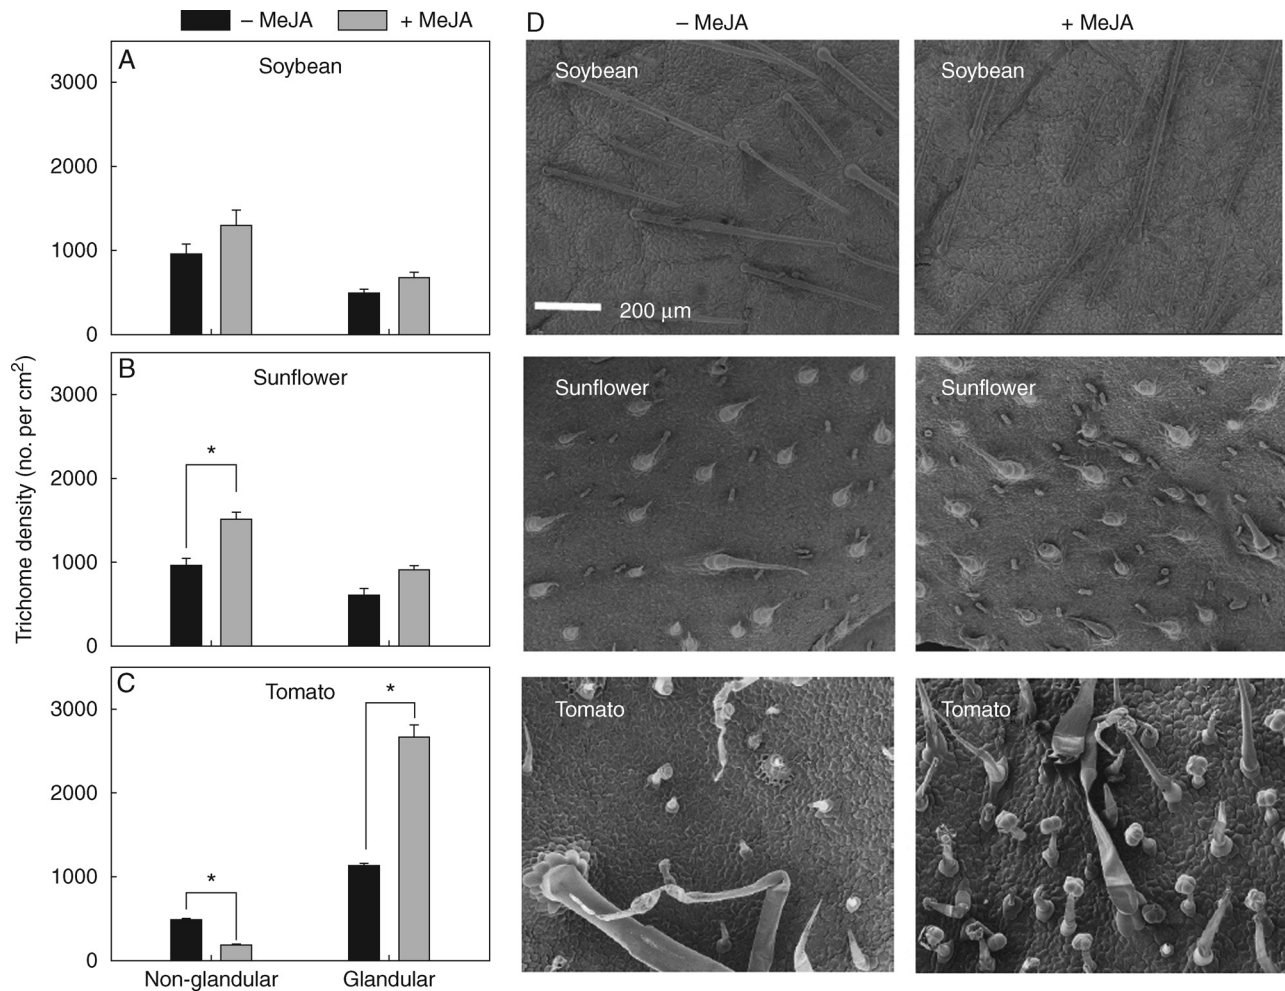 – MeJA + MeJA
A Soybean
3000
2000
1000
0
B Sunflower
3000
2000
*
1000
0
C Tomato
*
3000
2000
1000
*
0
Non-glandular Glandular
Trichome density (no. per cm²)
D – MeJA + MeJA
Soybean Soybean
200 μm
Sunflower Sunflower
Tomato Tomato